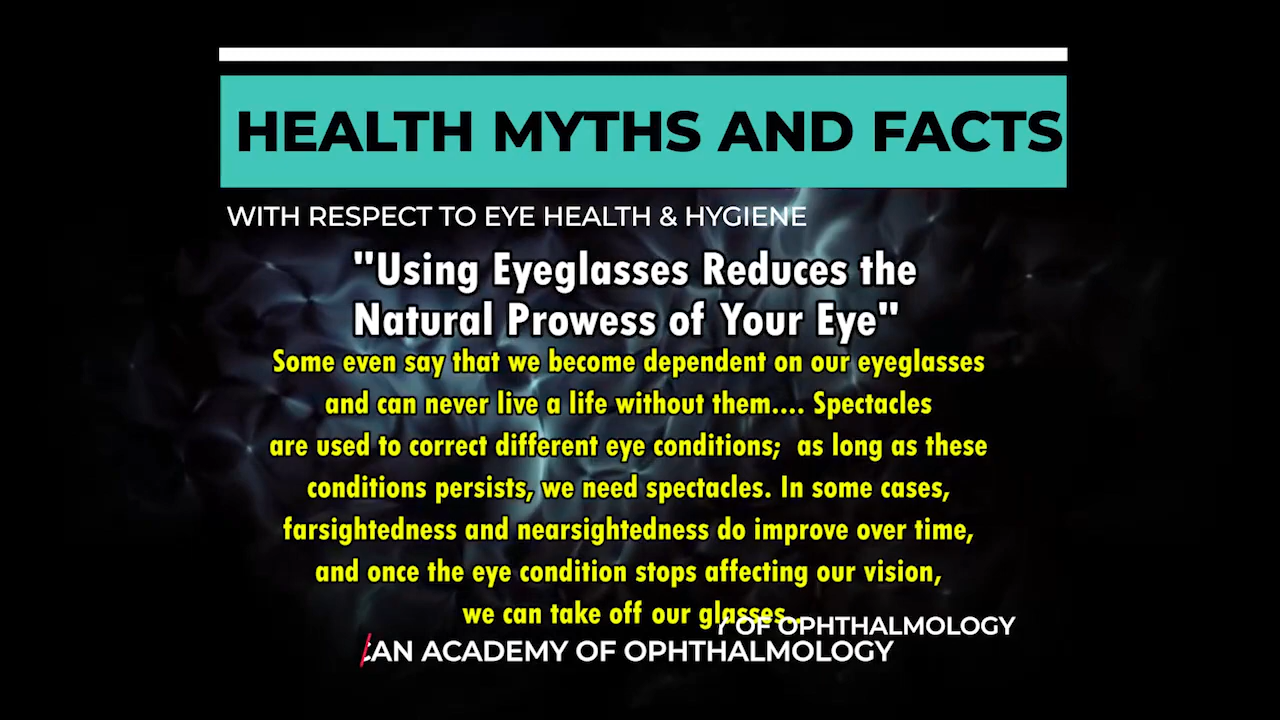 HEALTH MYTHS AND FACTS
WITH RESPECT TO EYE HEALTH & HYGIENE
"Using Eyeglasses Reduces the
Natural Prowess of Your Eye"
Some even say that we become dependent on our eyeglasses
and can never live a life without them.... Spectacles
are used to correct different eye conditions; as long as these
conditions persists, we need spectacles. In some cases,
farsightedness and nearsightedness do improve over time,
and once the eye condition stops affecting our vision,
we can take off our glasses..
OF OPHTHALMOLOGY
AN ACADEMY OF OPHTHALMOLOGY